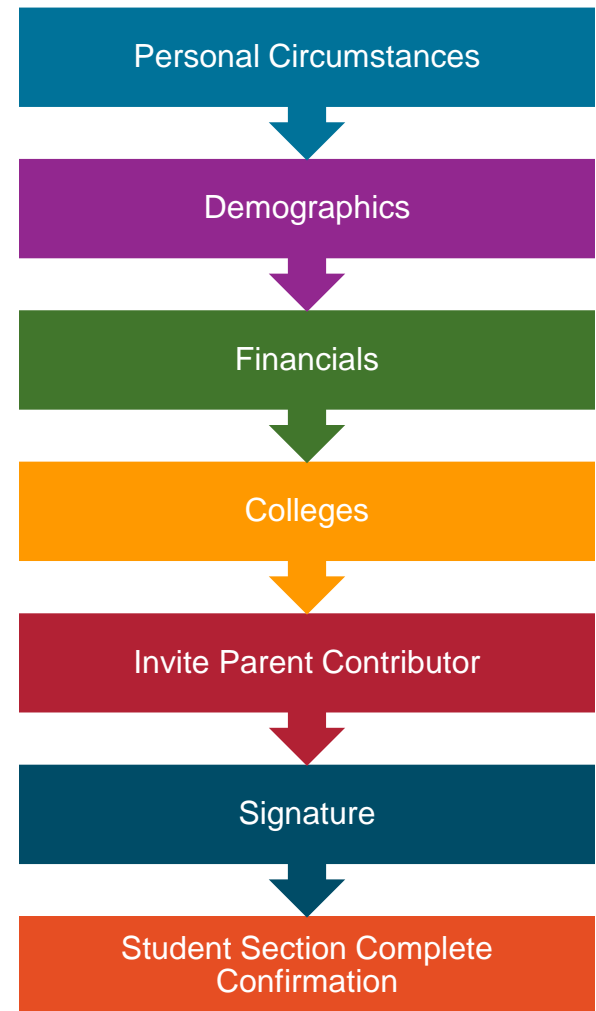 Personal Circumstances
Demographics
Financials
Colleges
Invite Parent Contributor
Signature
Student Section Complete
Confirmation